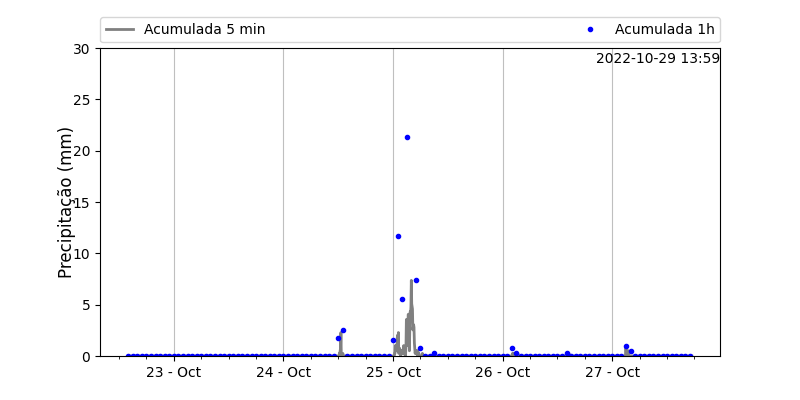 Acumulada 5 min
Acumulada 1h
2022-10-29 13:59
Precipitação (mm)
30
25
20
15
10
5
0
23 - Oct
24 - Oct
25 - Oct
26 - Oct
27 - Oct